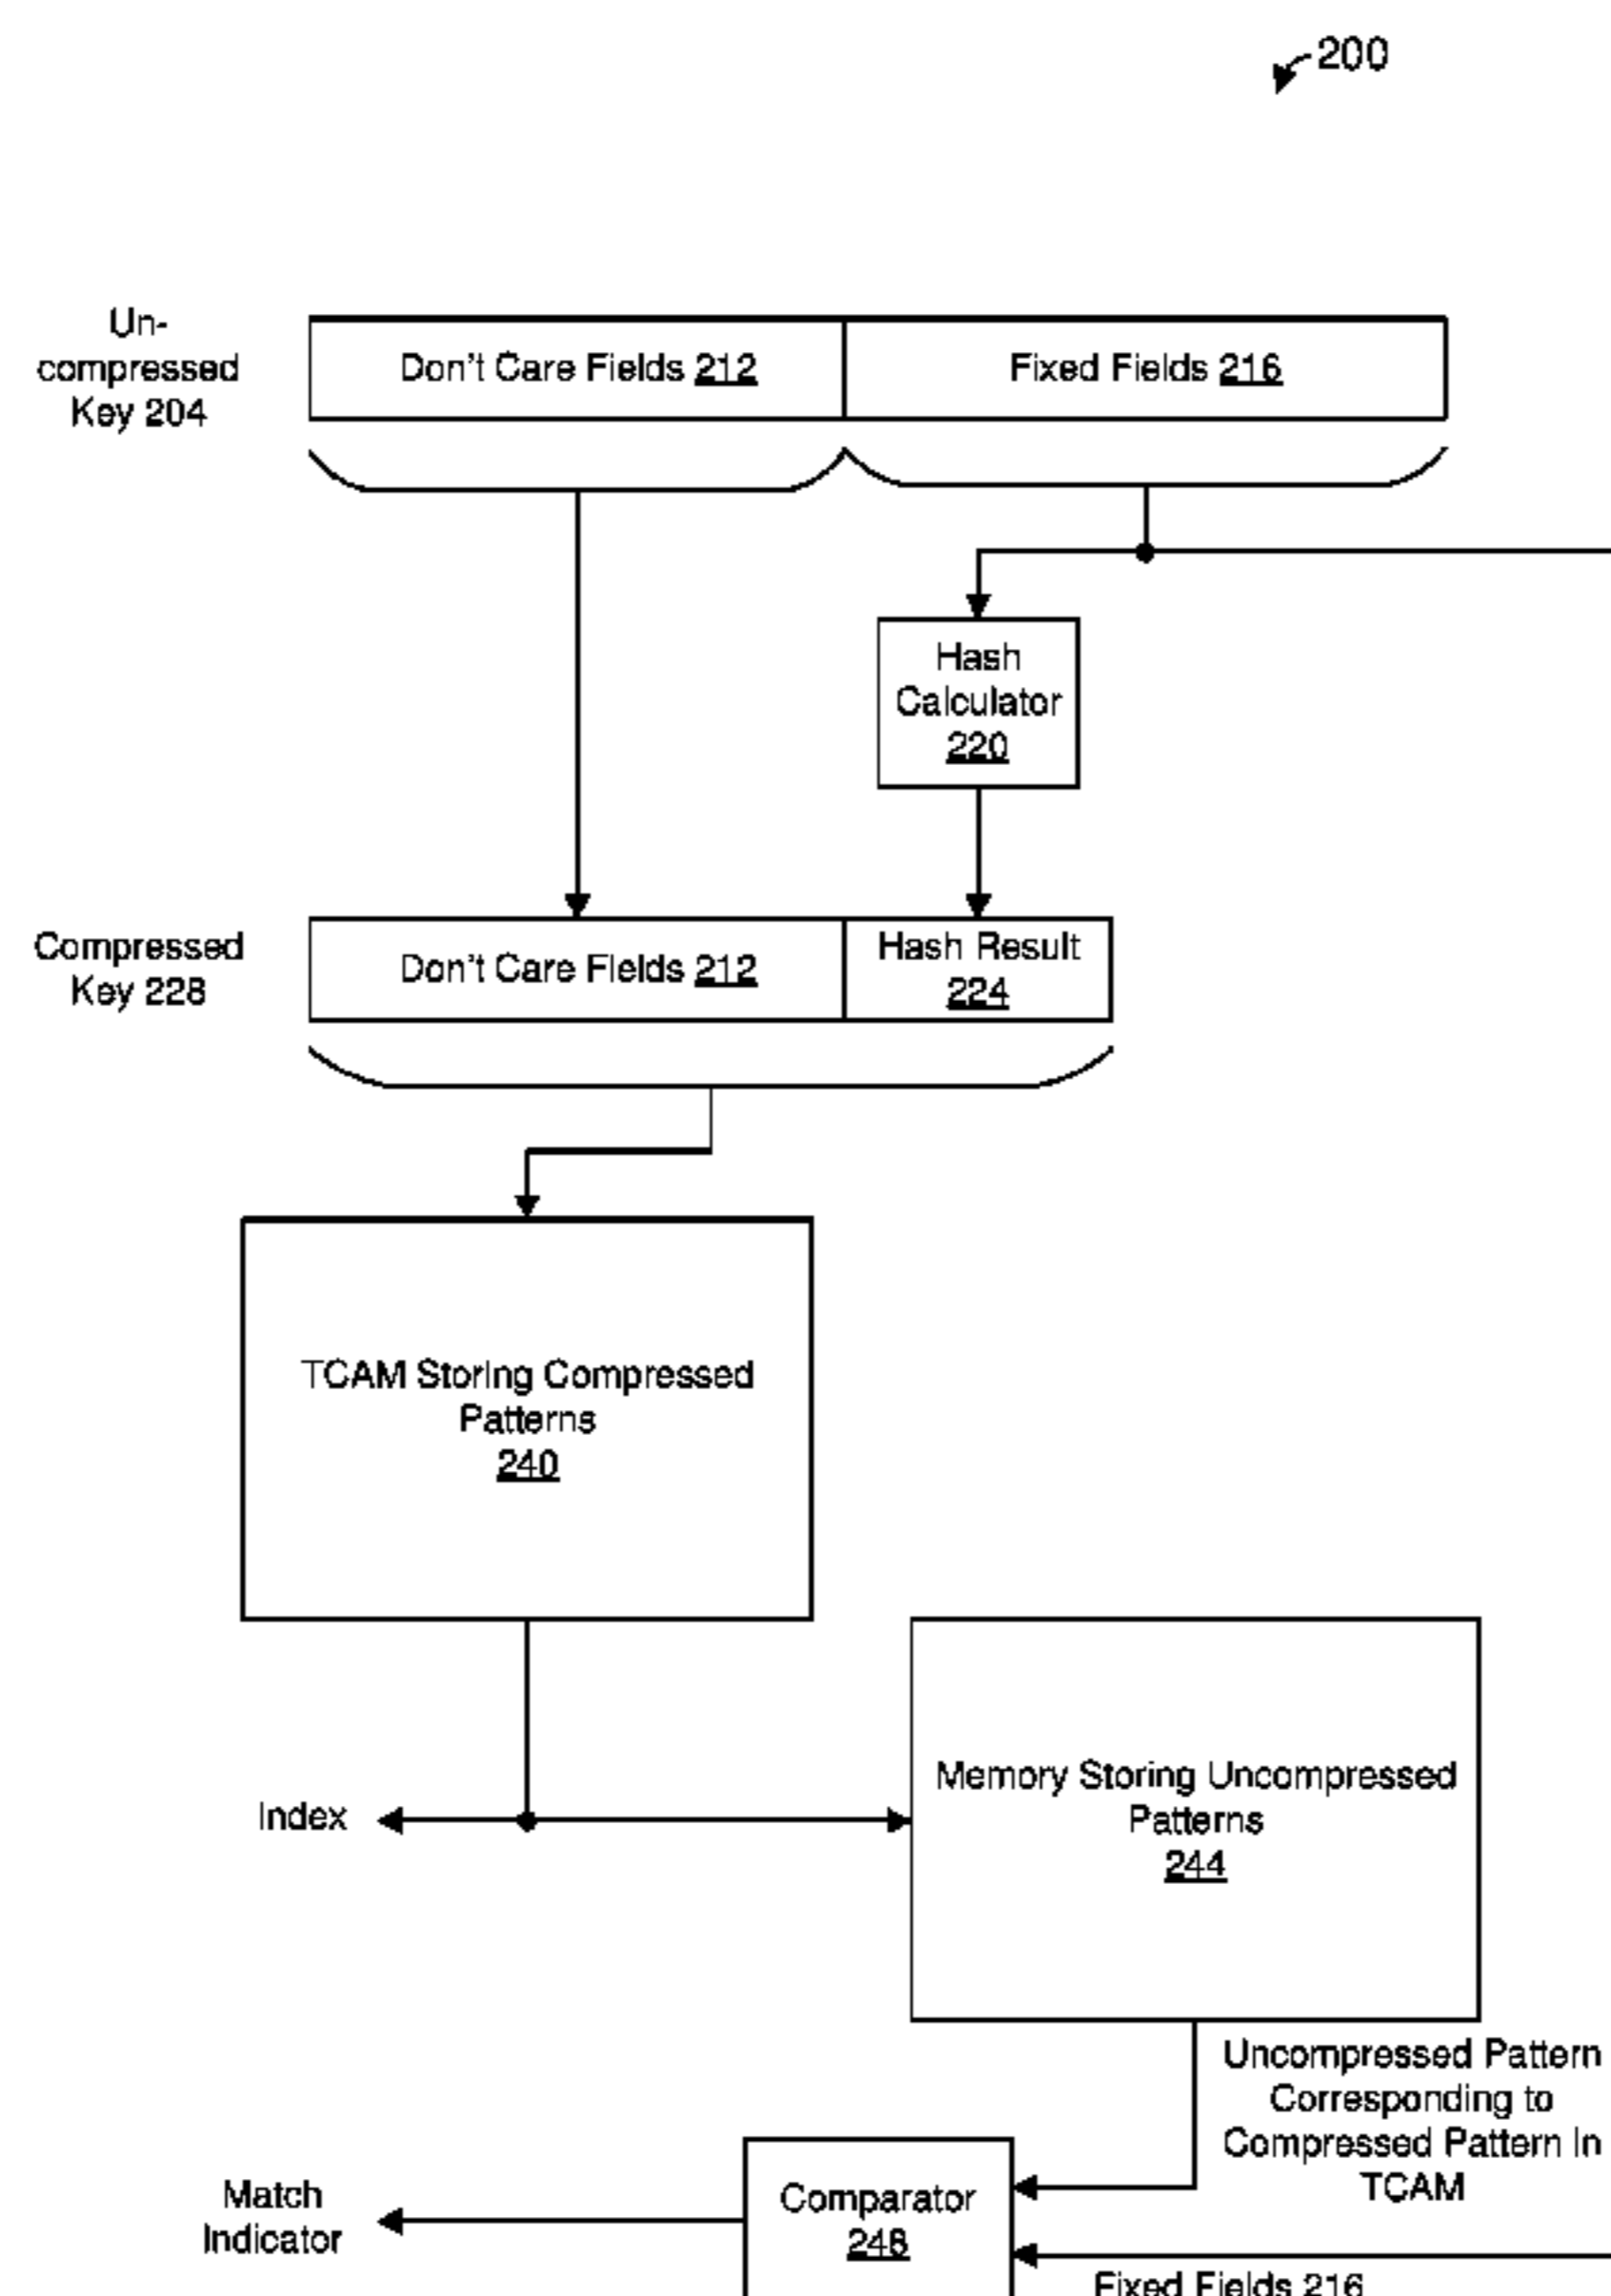 200
Un-
compressed
Key 204
Don't Care Fields 212
Fixed Fields 216
Hash
Calculator
220
Compressed
Key 228
Don't Care Fields 212
Hash Result
224
TCAM Storing Compressed
Patterns
240
Index
Memory Storing Uncompressed
Patterns
244
Uncompressed Pattern
Corresponding to
Compressed Pattern in
TCAM
Match
Indicator
Comparator
248
Fixed Fields 216